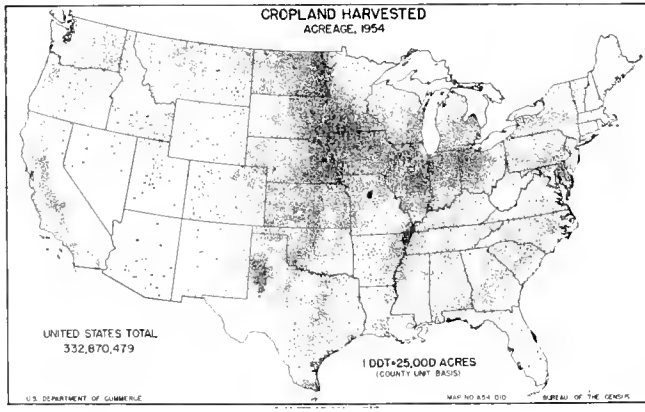 CROPLAND HARVESTED
ACREAGE, 1954
UNITED STATES TOTAL
332,870,479
1 DOT=25,000 ACRES
(COUNTY UNIT BASIS)
U.S. DEPARTMENT OF COMMERCE
MAP NO. A54-010
BUREAU OF THE CENSUS